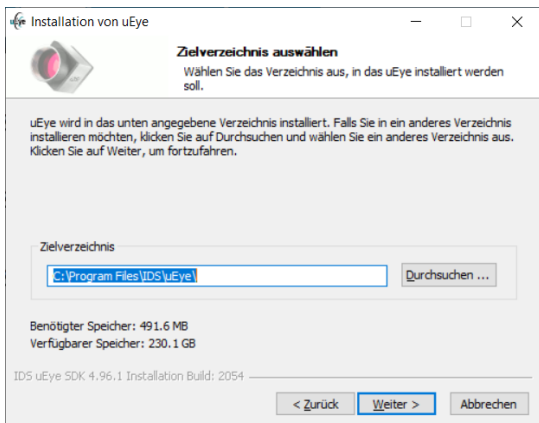 Installation von uEye
Zielverzeichnis auswählen
Wählen Sie das Verzeichnis aus, in das uEye installiert werden
soll.
uEye wird in das unten angegebene Verzeichnis installiert. Falls Sie in ein anderes Verzeichnis
installieren möchten, klicken Sie auf Durchsuchen und wählen Sie ein anderes Verzeichnis aus.
Klicken Sie auf Weiter, um fortzufahren.
Zielverzeichnis
C:\Program Files\IDS\uEye\
Durchsuchen ...
Benötigter Speicher: 491.6 MB
Verfügbarer Speicher: 230.1 GB
IDS uEye SDK 4.96.1 Installation Build: 2054
< Zurück
Weiter >
Abbrechen